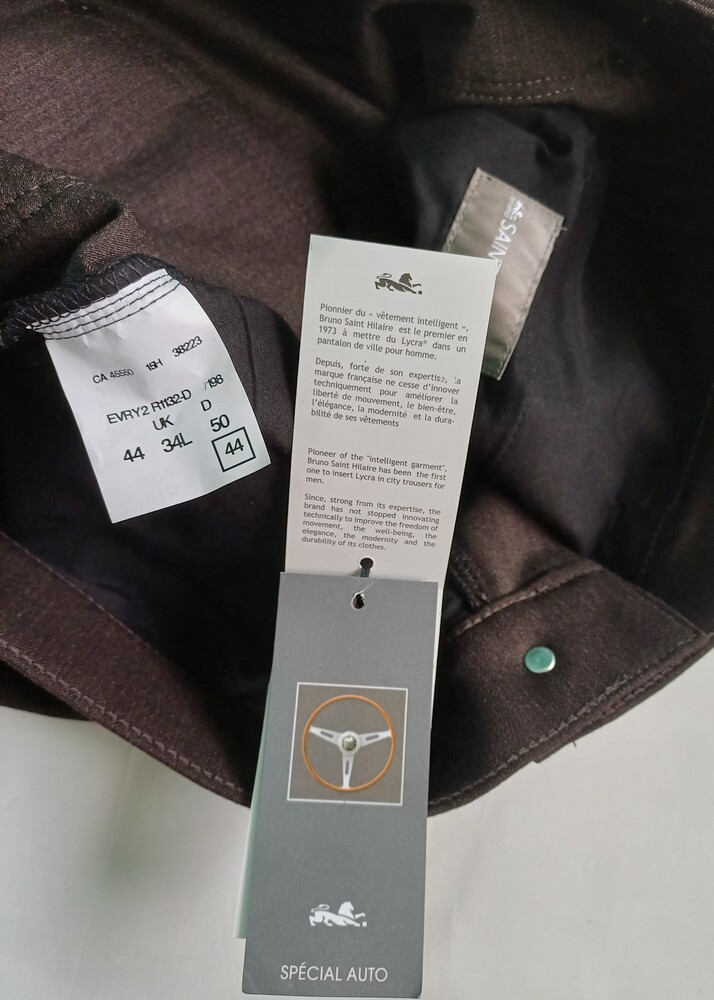 CA 45550 19H 38223
EVRY2 R1132-D /198
UK D
44 34L 50
44
SAIN
Pionnier du « vêtement intelligent »,
Bruno Saint Hilaire est le premier en
1973 à mettre du Lycra® dans un
pantalon de ville pour homme.
Depuis, forte de son expertise, la
marque française ne cesse d'innover
techniquement pour améliorer la
liberté de mouvement, le bien-être,
l'élégance, la modernité et la dura-
bilité de ses vêtements
Pioneer of the "intelligent garment",
Bruno Saint Hilaire has been the first
one to insert Lycra in city trousers for
men.
Since, strong from its expertise, the
brand has not stopped innovating
technically to improve the freedom of
movement, the well-being, the
elegance, the modernity and the
durability of its clothes.
SPÉCIAL AUTO